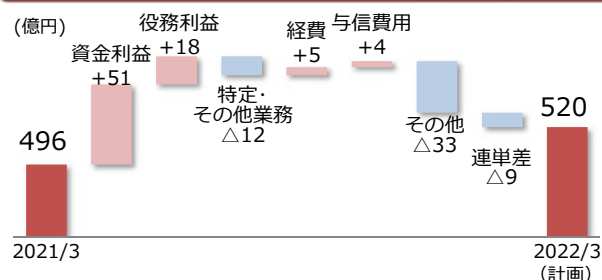 (億円)
資金利益
+51
役務利益
+18
特定・
その他業務
△12
経費
+5
与信費用
+4
その他
△33
連単差
△9
496
520
2021/3
2022/3
(計画)